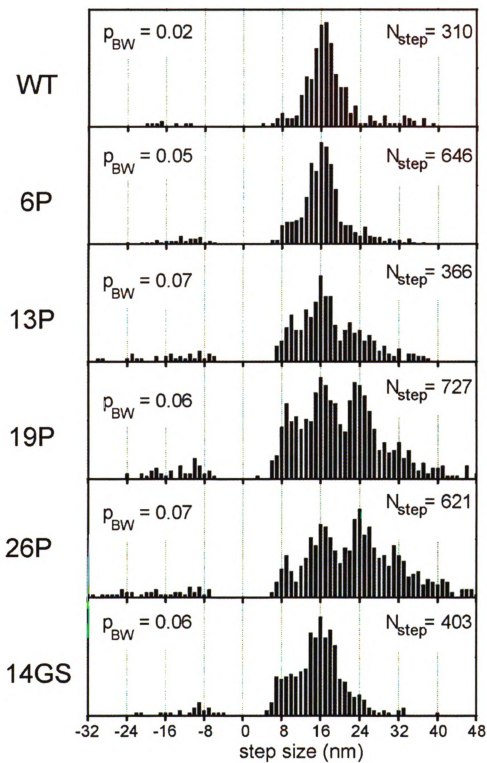 WT
p_BW = 0.02 N_step = 310
6P
p_BW = 0.05 N_step = 646
13P
p_BW = 0.07 N_step = 366
19P
p_BW = 0.06 N_step = 727
26P
p_BW = 0.07 N_step = 621
14GS
p_BW = 0.06 N_step = 403
-32 -24 -16 -8 0 8 16 24 32 40 48
step size (nm)